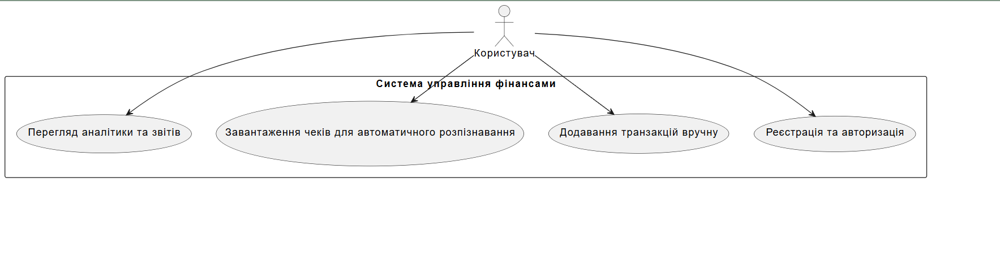 Користувач
Система управління фінансами
Перегляд аналітики та звітів
Завантаження чеків для автоматичного розпізнавання
Додавання транзакцій вручну
Реєстрація та авторизація